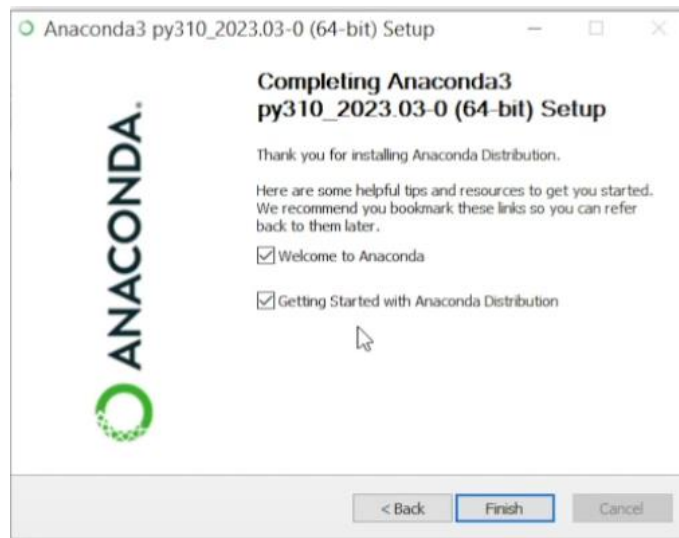 Anaconda3 py310_2023.03-0 (64-bit) Setup
ANACONDA.
Completing Anaconda3
py310_2023.03-0 (64-bit) Setup
Thank you for installing Anaconda Distribution.
Here are some helpful tips and resources to get you started.
We recommend you bookmark these links so you can refer
back to them later.
Welcome to Anaconda
Getting Started with Anaconda Distribution
< Back
Finish
Cancel